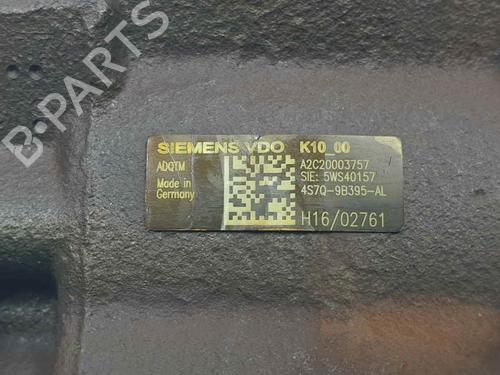 B-PARTS
SIEMENS VDO K10_00
ADQTM
A2C20003757
SIE: 5WS40157
Made in
Germany
4S7Q-9B395-AL
H16/02761